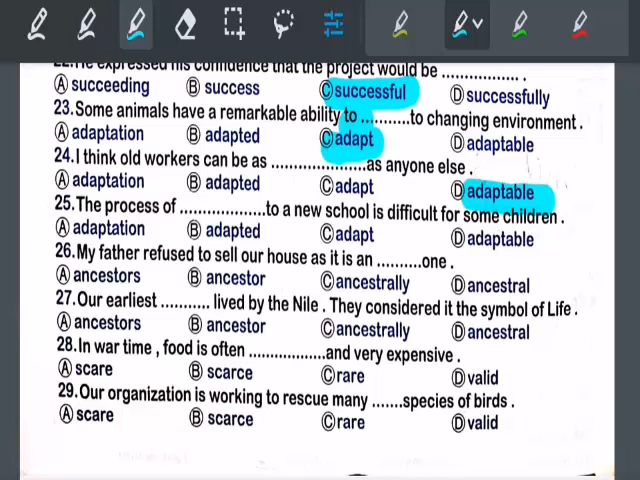 22.He expressed his confidence that the project would be ................. .
Ⓐ succeeding Ⓑ success Ⓒ successful Ⓓ successfully
23.Some animals have a remarkable ability to ..........to changing environment .
Ⓐ adaptation Ⓑ adapted Ⓒ adapt Ⓓ adaptable
24.I think old workers can be as ....................as anyone else .
Ⓐ adaptation Ⓑ adapted Ⓒ adapt Ⓓ adaptable
25.The process of ..................to a new school is difficult for some children .
Ⓐ adaptation Ⓑ adapted Ⓒ adapt Ⓓ adaptable
26.My father refused to sell our house as it is an ..........one .
Ⓐ ancestors Ⓑ ancestor Ⓒ ancestrally Ⓓ ancestral
27.Our earliest ........... lived by the Nile . They considered it the symbol of Life .
Ⓐ ancestors Ⓑ ancestor Ⓒ ancestrally Ⓓ ancestral
28.In war time , food is often .................and very expensive .
Ⓐ scare Ⓑ scarce Ⓒ rare Ⓓ valid
29.Our organization is working to rescue many .......species of birds .
Ⓐ scare Ⓑ scarce Ⓒ rare Ⓓ valid